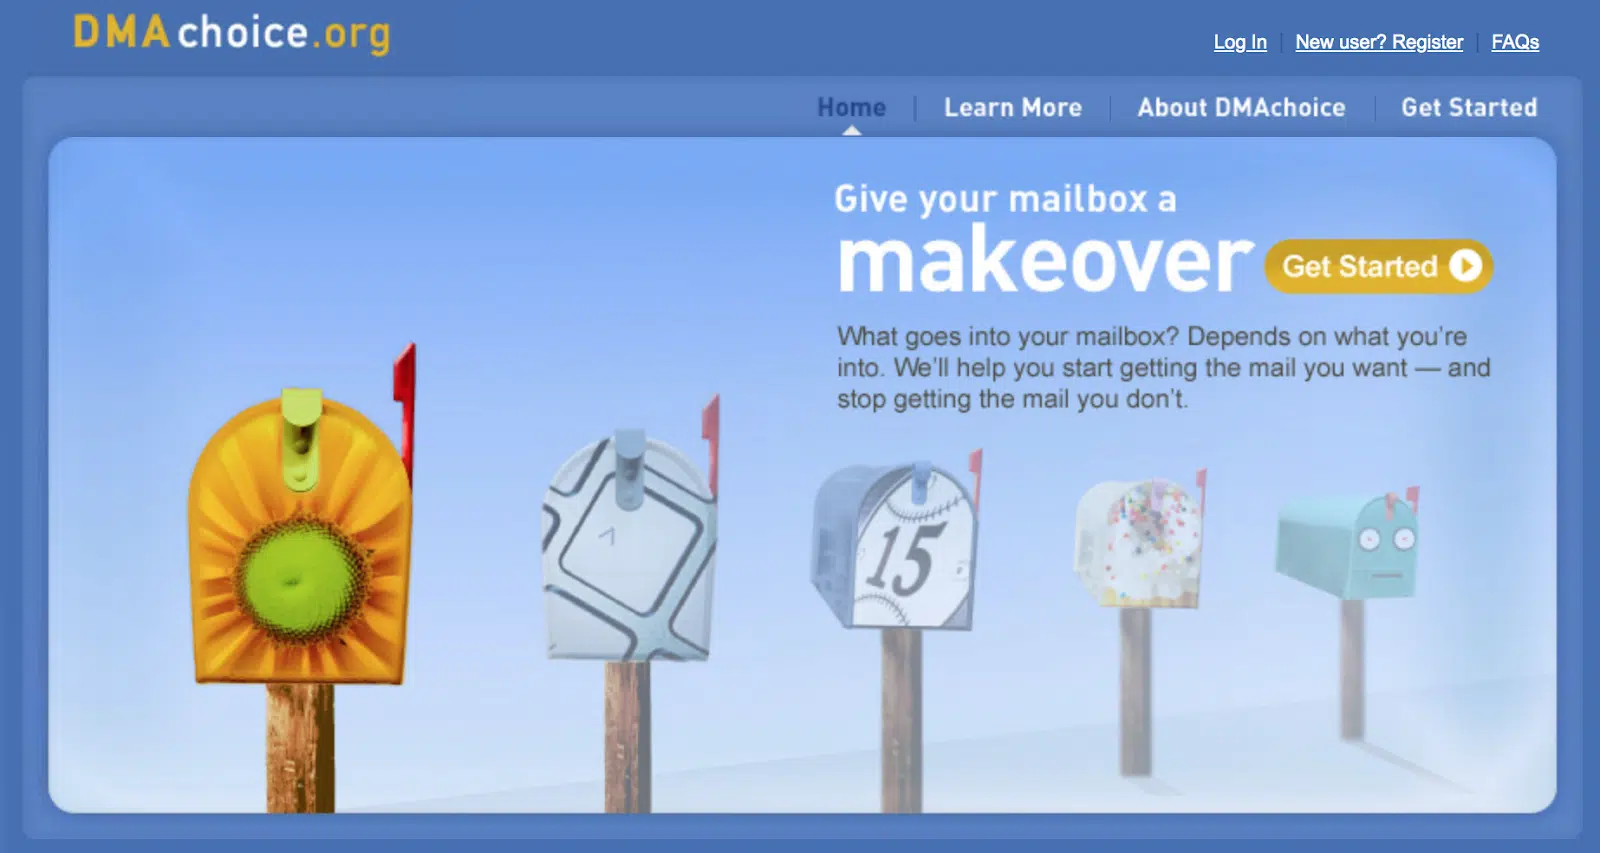 DMAchoice.org
Log In | New user? Register | FAQs
Home | Learn More | About DMAchoice | Get Started
Give your mailbox a
makeover Get Started
What goes into your mailbox? Depends on what you're
into. We'll help you start getting the mail you want — and
stop getting the mail you don't.
15